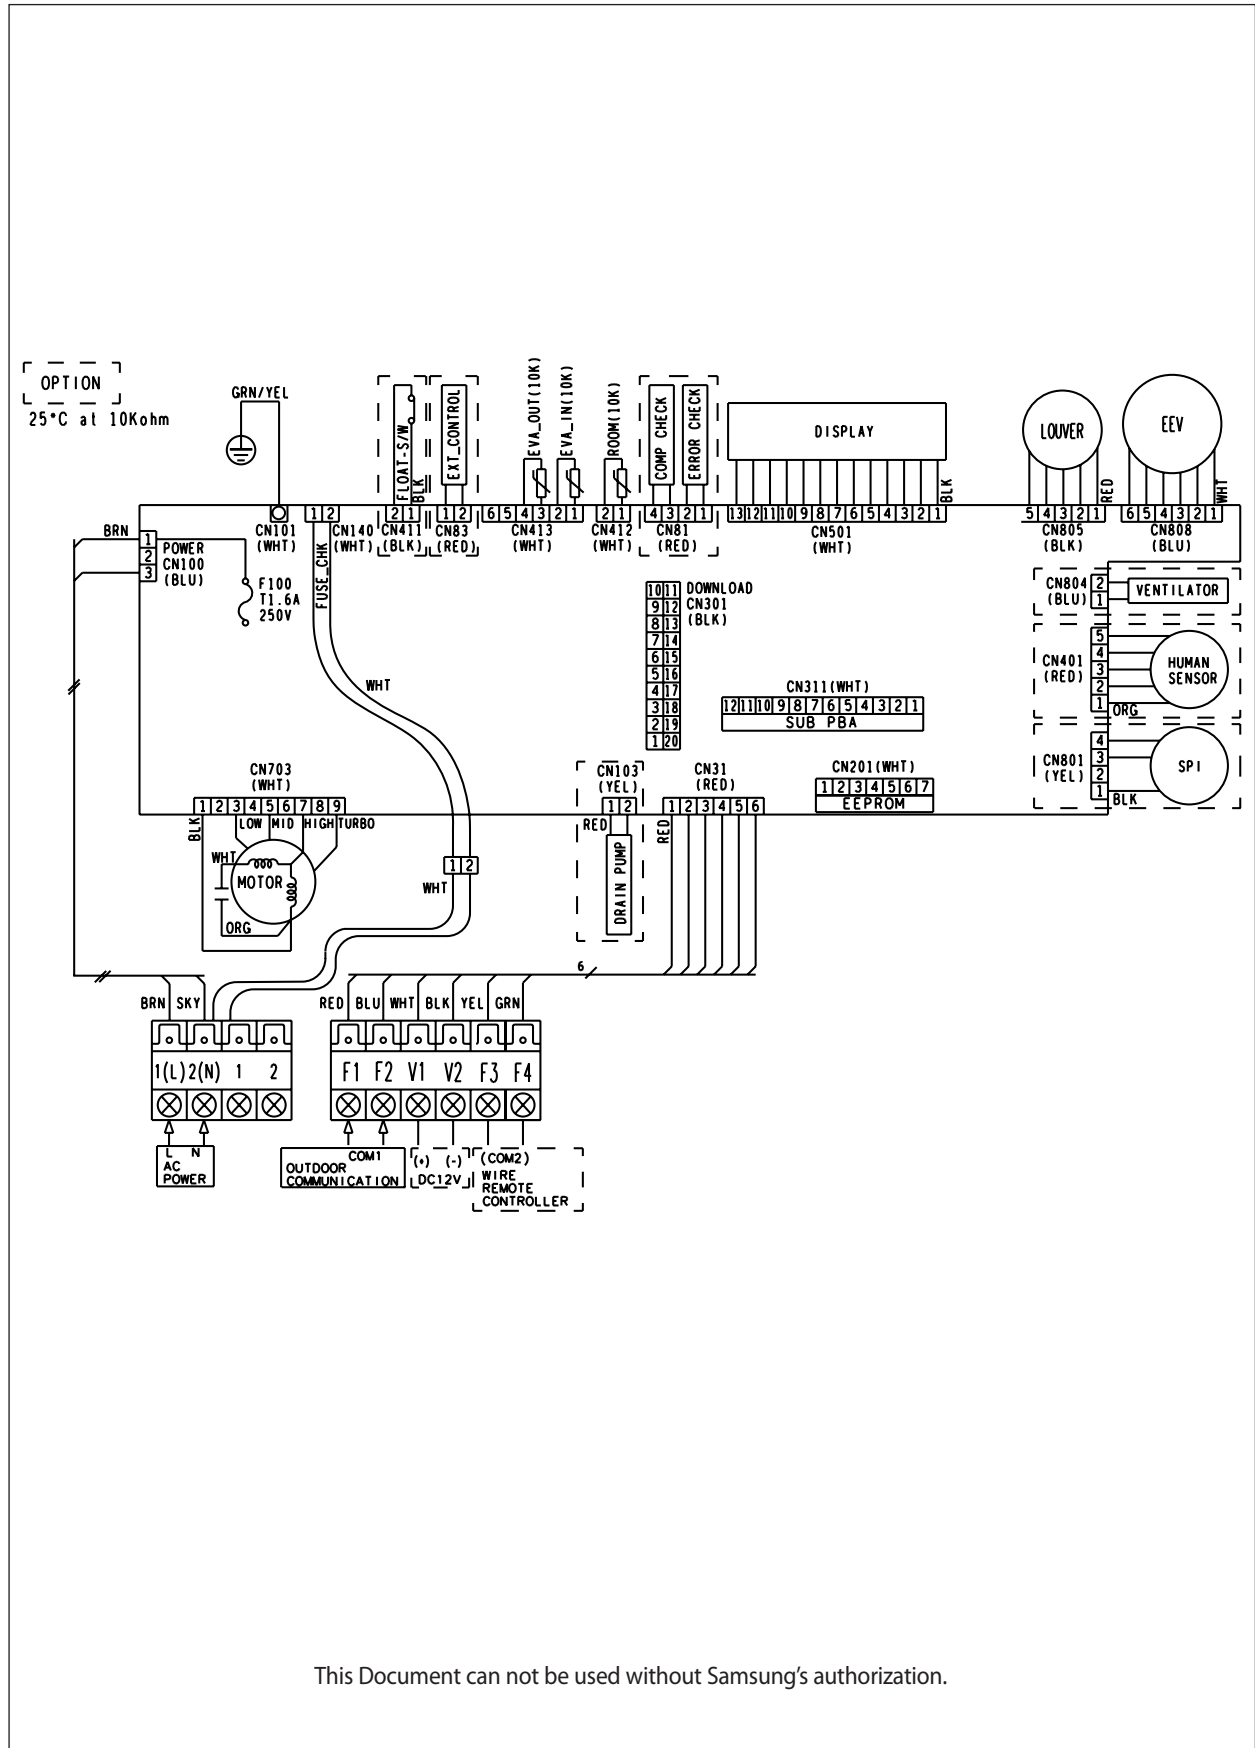 OPTION
25°C at 10Kohm
GRN/YEL
FLOAT-S/W
BLK
EXT_CONTROL
EVA_OUT(10K)
EVA_IN(10K)
ROOM(10K)
COMP CHECK
ERROR CHECK
DISPLAY
BLK
LOUVER
RED
EEV
WHT
1 2
2 1
1 2
6 5 4 3 2 1
2 1
4 3 2 1
13 12 11 10 9 8 7 6 5 4 3 2 1
5 4 3 2 1
6 5 4 3 2 1
CN101
(WHT)
CN140
(WHT)
CN411
(BLK)
CN83
(RED)
CN413
(WHT)
CN412
(WHT)
CN81
(RED)
CN501
(WHT)
CN805
(BLK)
CN808
(BLU)
BRN
1
2
3
POWER
CN100
(BLU)
F100
T1.6A
250V
FUSE_CHK
WHT
10 11
9 12
8 13
7 14
6 15
5 16
4 17
3 18
2 19
1 20
DOWNLOAD
CN301
(BLK)
CN804
(BLU)
2
1
VENTILATOR
CN401
(RED)
5
4
3
2
1
HUMAN
SENSOR
ORG
CN311(WHT)
12 11 10 9 8 7 6 5 4 3 2 1
SUB PBA
CN801
(YEL)
4
3
2
1
SPI
BLK
CN703
(WHT)
1 2 3 4 5 6 7 8 9
BLK
LOW MID HIGH TURBO
WHT
MOTOR
ORG
1 2
WHT
CN103
(YEL)
1 2
RED
DRAIN PUMP
CN31
(RED)
1 2 3 4 5 6
RED
CN201(WHT)
1 2 3 4 5 6 7
EEPROM
6
BRN SKY
RED BLU WHT BLK YEL GRN
1(L) 2(N) 1 2
F1 F2 V1 V2 F3 F4
L N
AC
POWER
COM1
OUTDOOR
COMMUNICATION
(+) (-)
DC12V
(COM2)
WIRE
REMOTE
CONTROLLER
This Document can not be used without Samsung's authorization.